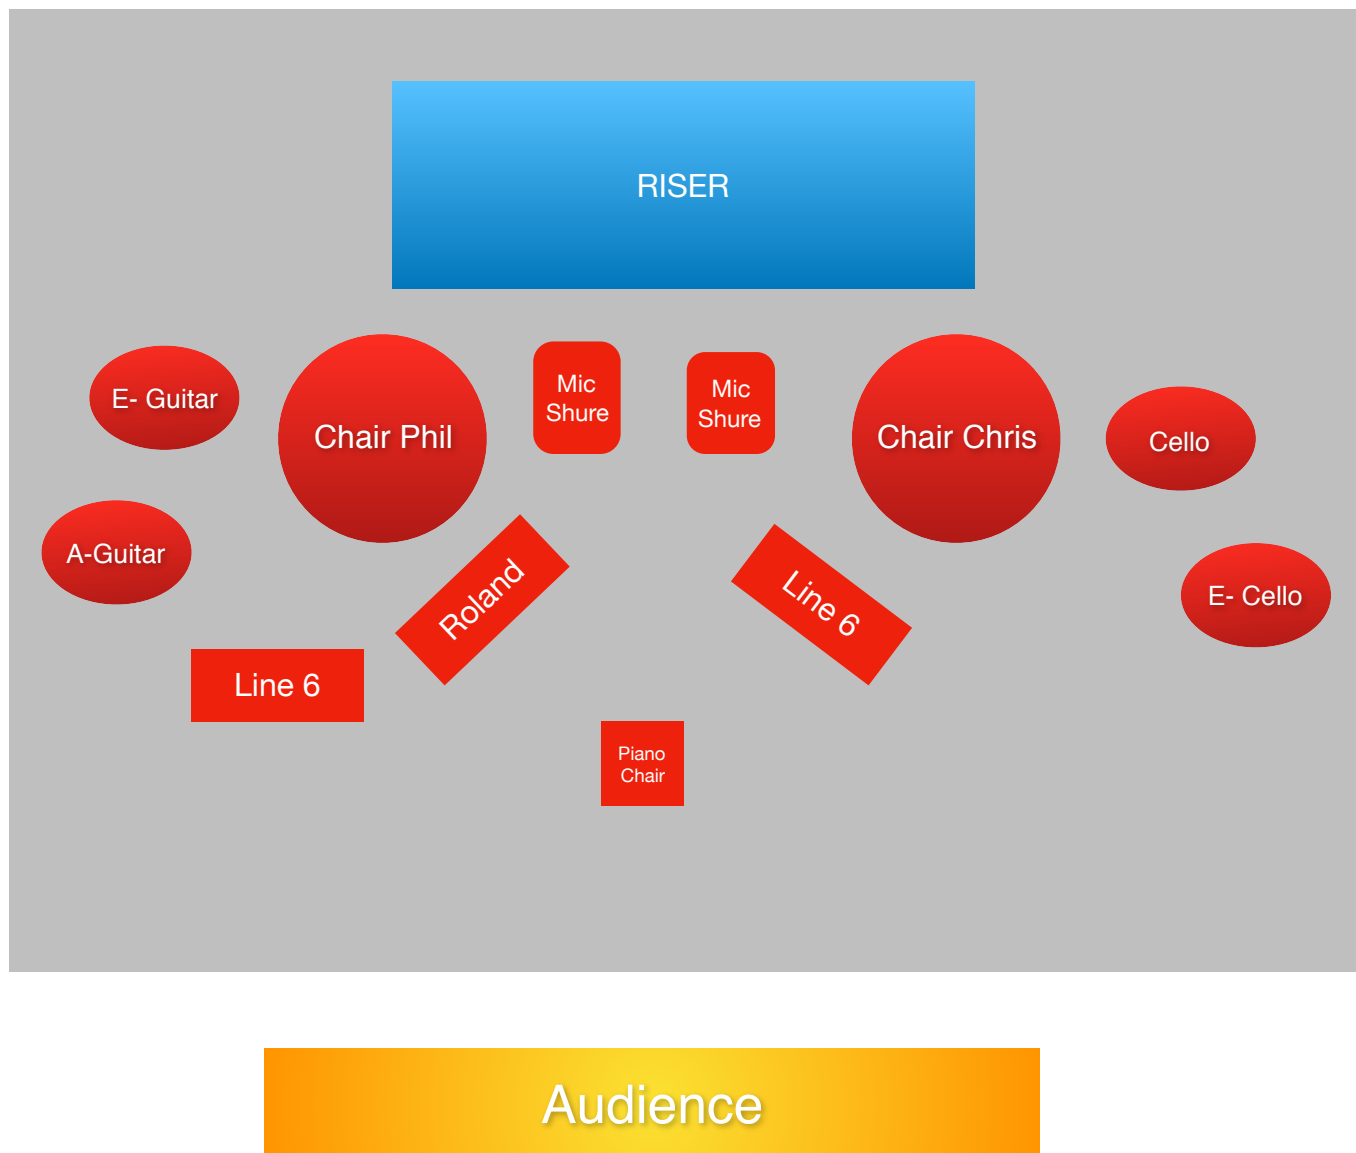 RISER
E- Guitar
Chair Phil
Mic
Shure
Mic
Shure
Chair Chris
Cello
A-Guitar
Roland
Line 6
E- Cello
Line 6
Piano
Chair
Audience